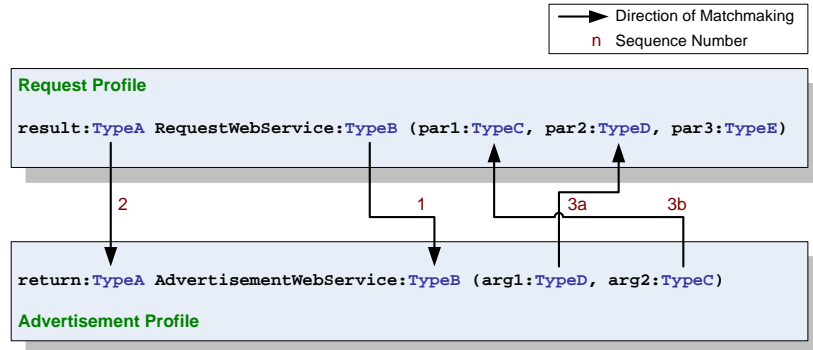 Direction of Matchmaking
n Sequence Number
Request Profile
result:TypeA RequestWebService:TypeB (par1:TypeC, par2:TypeD, par3:TypeE)
2 1 3a 3b
return:TypeA AdvertisementWebService:TypeB (arg1:TypeD, arg2:TypeC)
Advertisement Profile